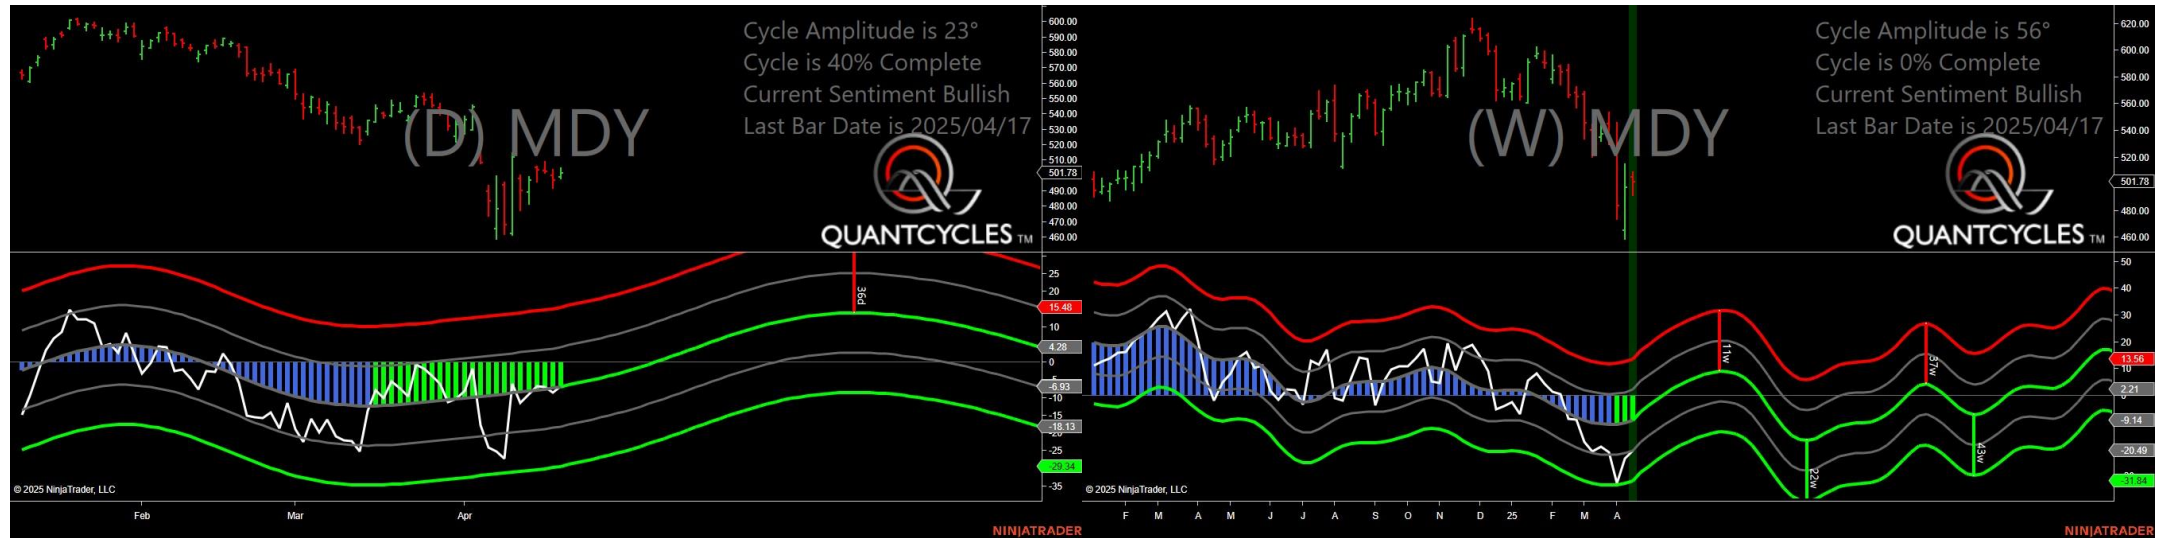 Cycle Amplitude is 23°
Cycle is 40% Complete
Current Sentiment Bullish
Last Bar Date is 2025/04/17
(D) MDY
QUANTCYCLES TM
600.00
590.00
580.00
570.00
560.00
550.00
540.00
530.00
520.00
510.00
501.78
490.00
480.00
470.00
460.00
36d
25
20
15.48
10
4.28
0
-5
-6.93
-10
-15
-18.13
-25
-29.34
-35
© 2025 NinjaTrader, LLC
Feb
Mar
Apr
NINJATRADER
Cycle Amplitude is 56°
Cycle is 0% Complete
Current Sentiment Bullish
Last Bar Date is 2025/04/17
(W) MDY
QUANTCYCLES TM
620.00
600.00
580.00
560.00
540.00
520.00
501.78
480.00
460.00
11w
22w
37w
43w
50
40
30
20
13.56
10
2.21
0
-9.14
-20.49
-31.84
© 2025 NinjaTrader, LLC
F M A M J J A S O N D 25 F M A
NINJATRADER